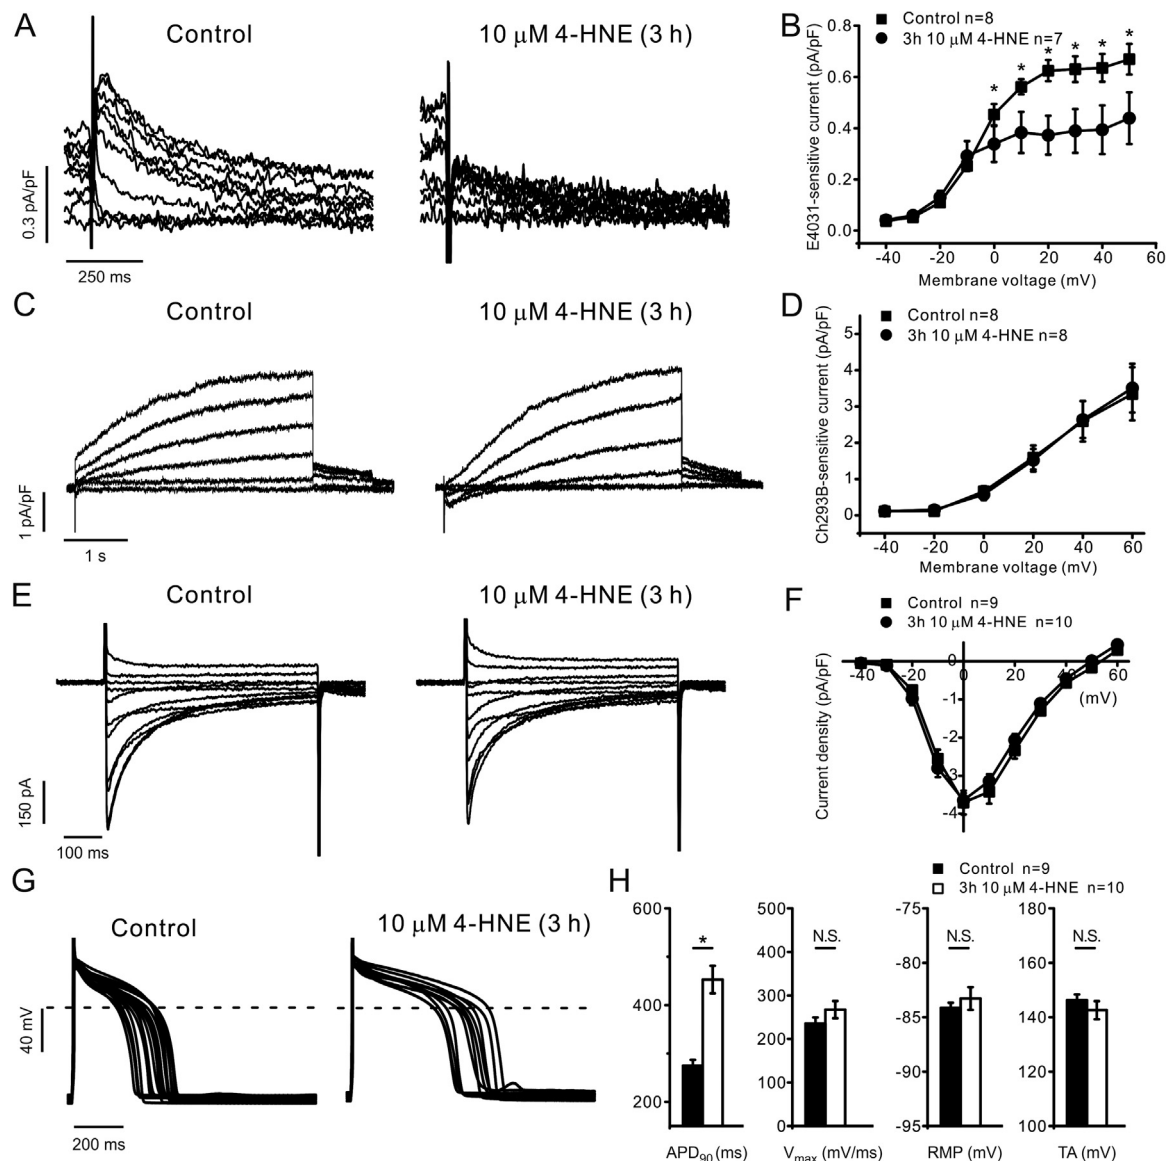 A
Control
10 μM 4-HNE (3 h)
0.3 pA/pF
250 ms
B
Control n=8
3h 10 μM 4-HNE n=7
E4031-sensitive current (pA/pF)
0.8
0.6
0.4
0.2
0.0
* * * * * *
-40 -20 0 20 40 60
Membrane voltage (mV)
C
Control
10 μM 4-HNE (3 h)
1 pA/pF
1 s
D
Control n=8
3h 10 μM 4-HNE n=8
Ch293B-sensitive current (pA/pF)
5
4
3
2
1
0
-40 -20 0 20 40 60
Membrane voltage (mV)
E
Control
10 μM 4-HNE (3 h)
150 pA
100 ms
F
Control n=9
3h 10 μM 4-HNE n=10
Current density (pA/pF)
-40 -20 0 20 40 60
(mV)
0
-1
-2
-3
-4
G
Control
10 μM 4-HNE (3 h)
40 mV
200 ms
H
Control n=9
3h 10 μM 4-HNE n=10
600
400
200
*
APD90 (ms)
500
400
300
200
100
0
N.S.
Vmax (mV/ms)
-75
-80
-85
-90
-95
N.S.
RMP (mV)
180
160
140
120
100
N.S.
TA (mV)